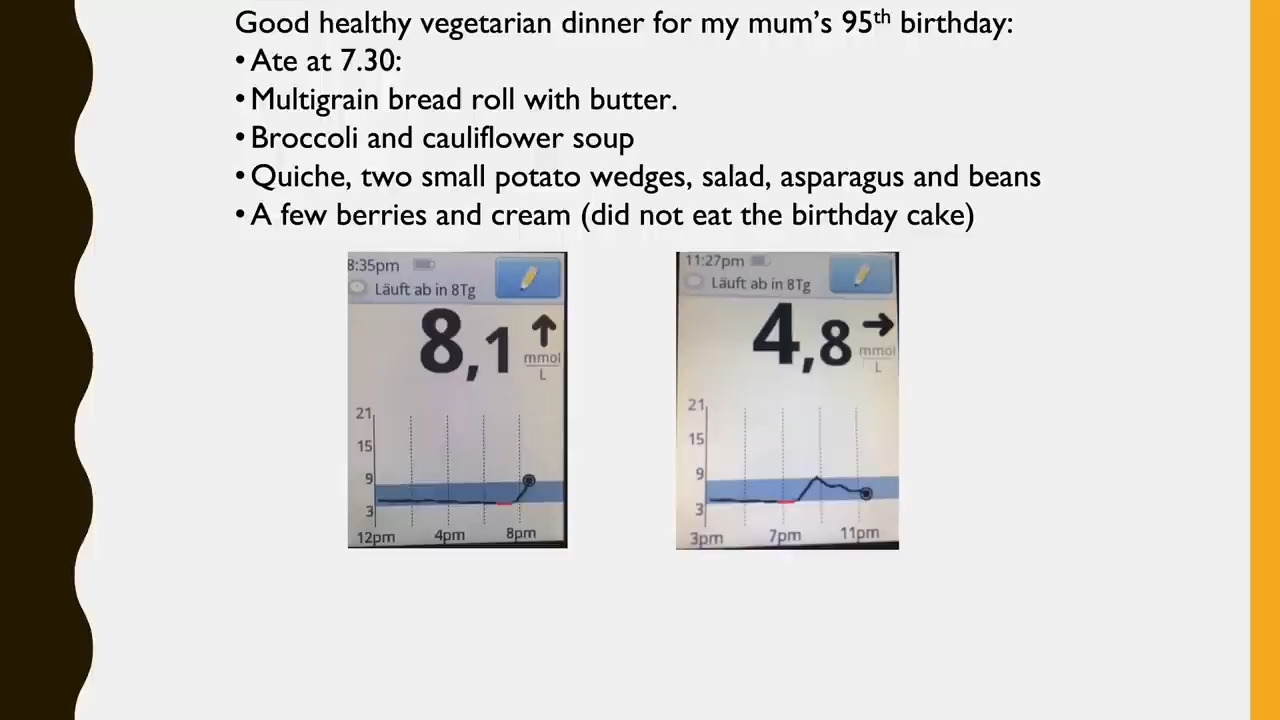 Good healthy vegetarian dinner for my mum’s 95th birthday:
• Ate at 7.30:
• Multigrain bread roll with butter.
• Broccoli and cauliflower soup
• Quiche, two small potato wedges, salad, asparagus and beans
• A few berries and cream (did not eat the birthday cake)
8:35pm
Läuft ab in 8Tg
8,1
mmol
L
21
15
9
3
12pm 4pm 8pm
11:27pm
Läuft ab in 8Tg
4,8
mmol
L
21
15
9
3
3pm 7pm 11pm